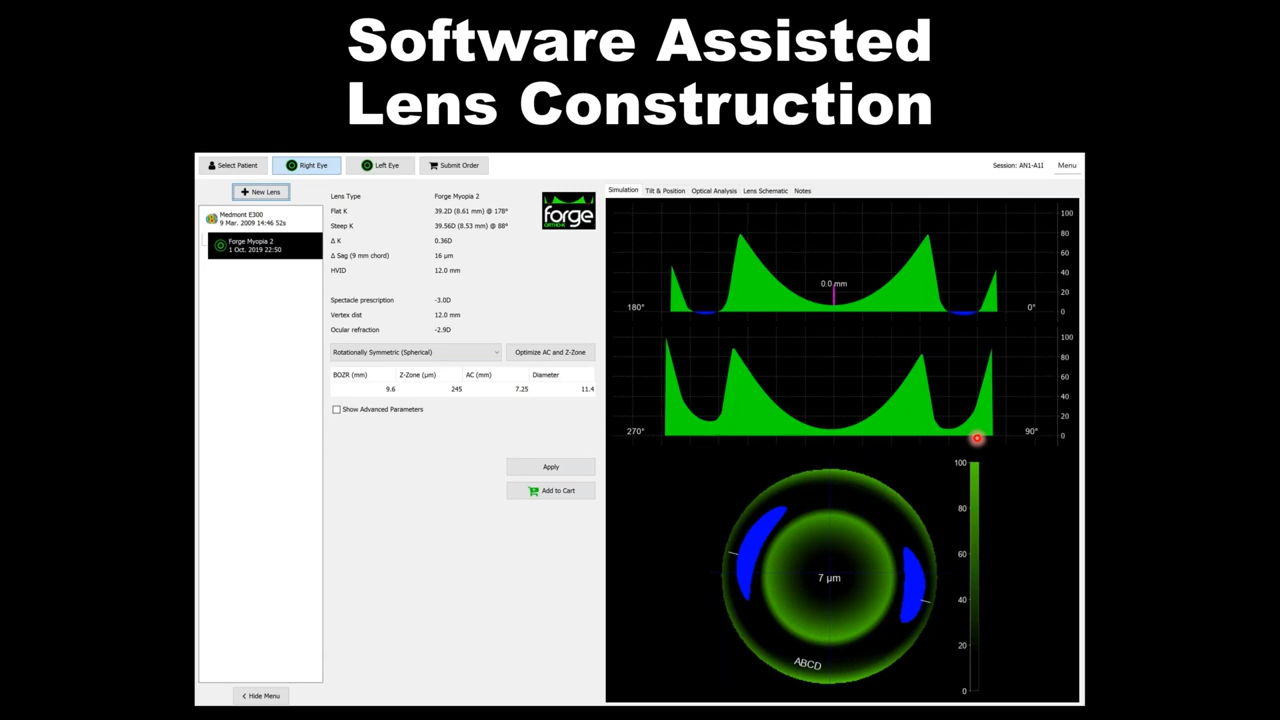 Software Assisted
Lens Construction
Select Patient
Right Eye
Left Eye
Submit Order
Session: AN1-A1I
Menu
New Lens
Medmont E300
9 Mar. 2009 14:46 52s
Forge Myopia 2
1 Oct. 2019 22:50
Hide Menu
Lens Type Forge Myopia 2
Flat K 39.2D (8.61 mm) @ 178°
Steep K 39.56D (8.53 mm) @ 88°
Δ K 0.36D
Δ Sag (9 mm chord) 16 µm
HVID 12.0 mm
forge
ORTHO-K
Spectacle prescription -3.0D
Vertex dist 12.0 mm
Ocular refraction -2.9D
Rotationally Symmetric (Spherical)
Optimize AC and Z-Zone
BOZR (mm) Z-Zone (µm) AC (mm) Diameter
9.6 245 7.25 11.4
Show Advanced Parameters
Apply
Add to Cart
Simulation Tilt & Position Optical Analysis Lens Schematic Notes
100
80
60
40
20
0
0.0 mm
180° 0°
100
80
60
40
20
0
270° 90°
100
80
60
40
20
0
7 µm
ABCD